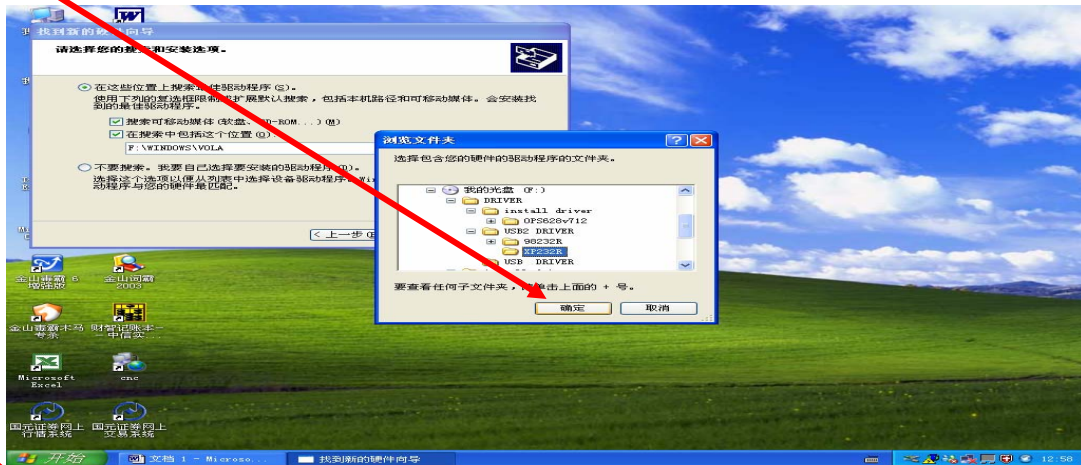 找到新的硬件向导
请选择您的搜索和安装选项。
在这些位置上搜索最佳驱动程序(S)。
使用下列的复选框限制或扩展默认搜索，包括本机路径和可移动媒体。会安装找
到的最佳驱动程序。
搜索可移动媒体(软盘、CD-ROM...)(M)
在搜索中包括这个位置(O):
F:\WINDOWS\VOLA
不要搜索。我要自己选择要安装的驱动程序(D)。
选择这个选项以便从列表中选择设备驱动程序。Wi
动程序与您的硬件最匹配。
< 上一步(B
浏览文件夹
选择包含您的硬件的驱动程序的文件夹。
我的光盘 (F:)
DRIVER
install driver
OPS628v712
USB2 DRIVER
98232R
XP232R
USB DRIVER
要查看任何子文件夹，请单击上面的 + 号。
确定
取消
金山毒霸 6
增强版
金山词霸
2003
金山毒霸木马
专杀
财智记账本-
-中信实...
Microsoft
Excel
cnc
国元证券网上
行情系统
国元证券网上
交易系统
开始
文档 1 - Microso...
找到新的硬件向导
12:58